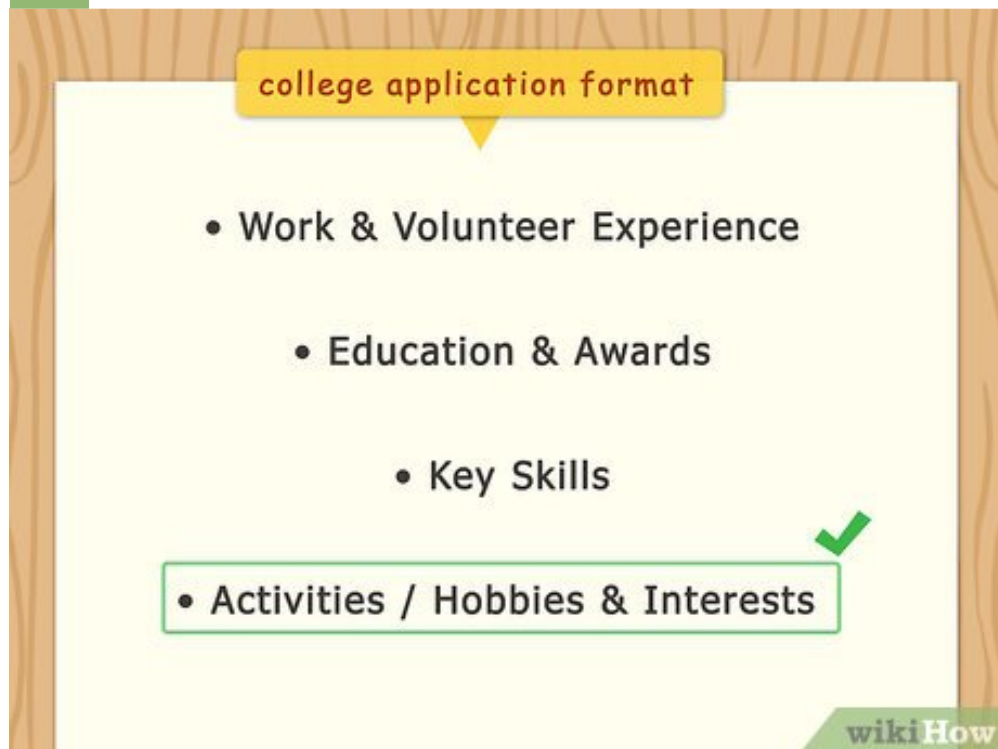 college application format
• Work & Volunteer Experience
• Education & Awards
• Key Skills
• Activities / Hobbies & Interests
wikiHow